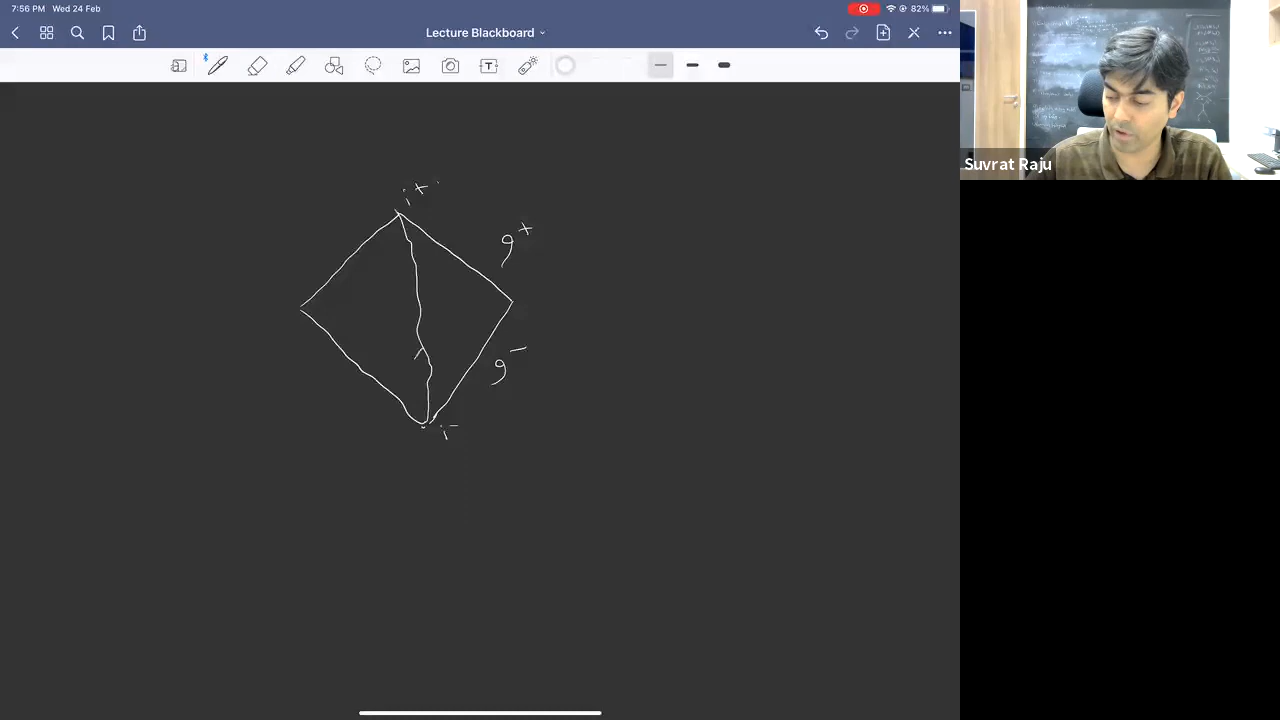 7:56 PM Wed 24 Feb
82%
Lecture Blackboard
T
i+
g+
g-
i-
Suvrat Raju